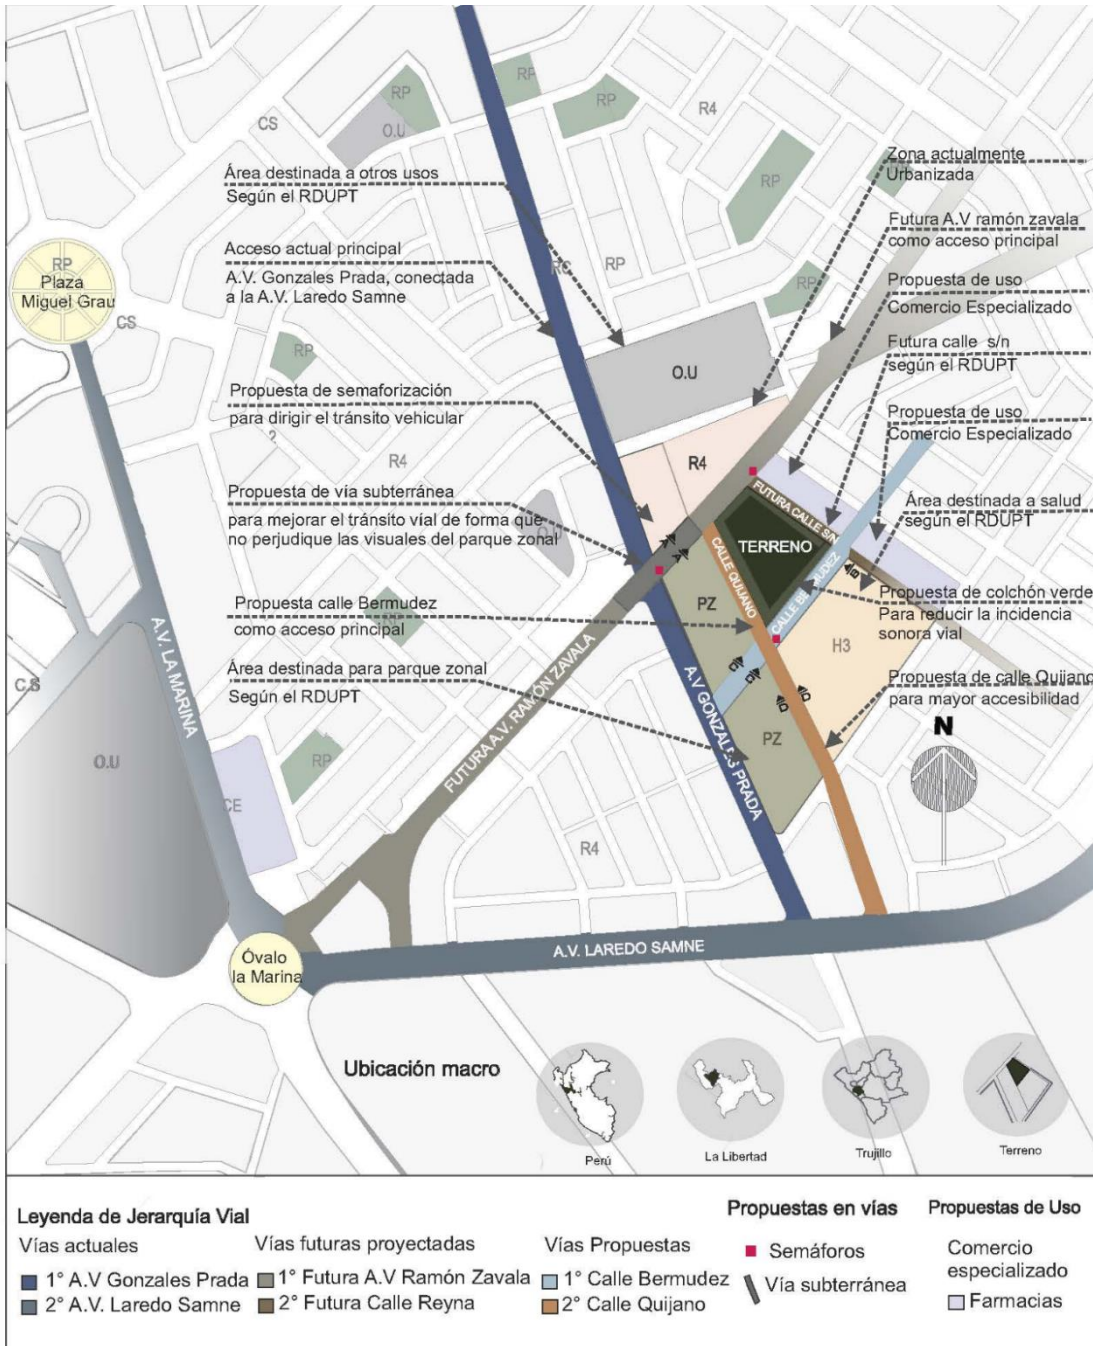 RP
RP
RP
R4
CS
O.U
Área destinada a otros usos
Según el RDUPT
Zona actualmente
Urbanizada
RP
Acceso actual principal
A.V. Gonzales Prada, conectada
a la A.V. Laredo Samne
Futura A.V ramón zavala
como acceso principal
RP
RP
Plaza
Miguel Grau
CS
Propuesta de uso
Comercio Especializado
RP
RP
O.U
Futura calle s/n
según el RDUPT
Propuesta de semaforización
para dirigir el tránsito vehicular
Propuesta de uso
Comercio Especializado
R4
R4
Propuesta de vía subterránea
para mejorar el tránsito vial de forma que
no perjudique las visuales del parque zonal
Área destinada a salud
según el RDUPT
FUTURA CALLE S/N
TERRENO
CALLE QUIJANO
CALLE BERMUDEZ
PZ
Propuesta calle Bermudez
como acceso principal
RP
Propuesta de colchón verde
Para reducir la incidencia
sonora vial
H3
A.V. LA MARINA
FUTURA A.V. RAMÓN ZAVALA
A.V GONZALES PRADA
Área destinada para parque zonal
Según el RDUPT
Propuesta de calle Quijano
para mayor accesibilidad
C.S
N
PZ
O.U
RP
CE
R4
Óvalo
la Marina
A.V. LAREDO SAMNE
Ubicación macro
Perú
La Libertad
Trujillo
Terreno
Leyenda de Jerarquía Vial
Vías actuales
1° A.V Gonzales Prada
2° A.V. Laredo Samne
Vías futuras proyectadas
1° Futura A.V Ramón Zavala
2° Futura Calle Reyna
Vías Propuestas
1° Calle Bermudez
2° Calle Quijano
Propuestas en vías
Semáforos
Vía subterránea
Propuestas de Uso
Comercio
especializado
Farmacias